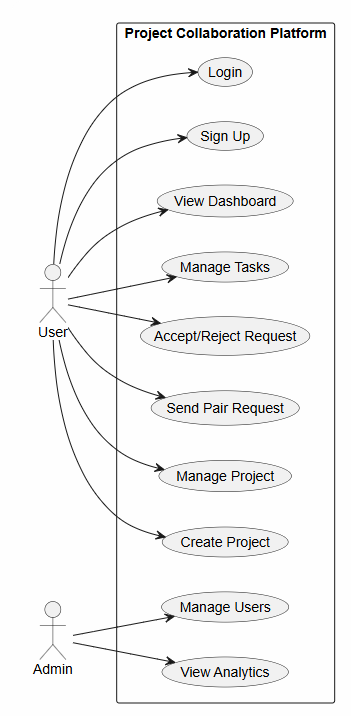 Project Collaboration Platform
Login
Sign Up
View Dashboard
Manage Tasks
User
Accept/Reject Request
Send Pair Request
Manage Project
Create Project
Manage Users
Admin
View Analytics